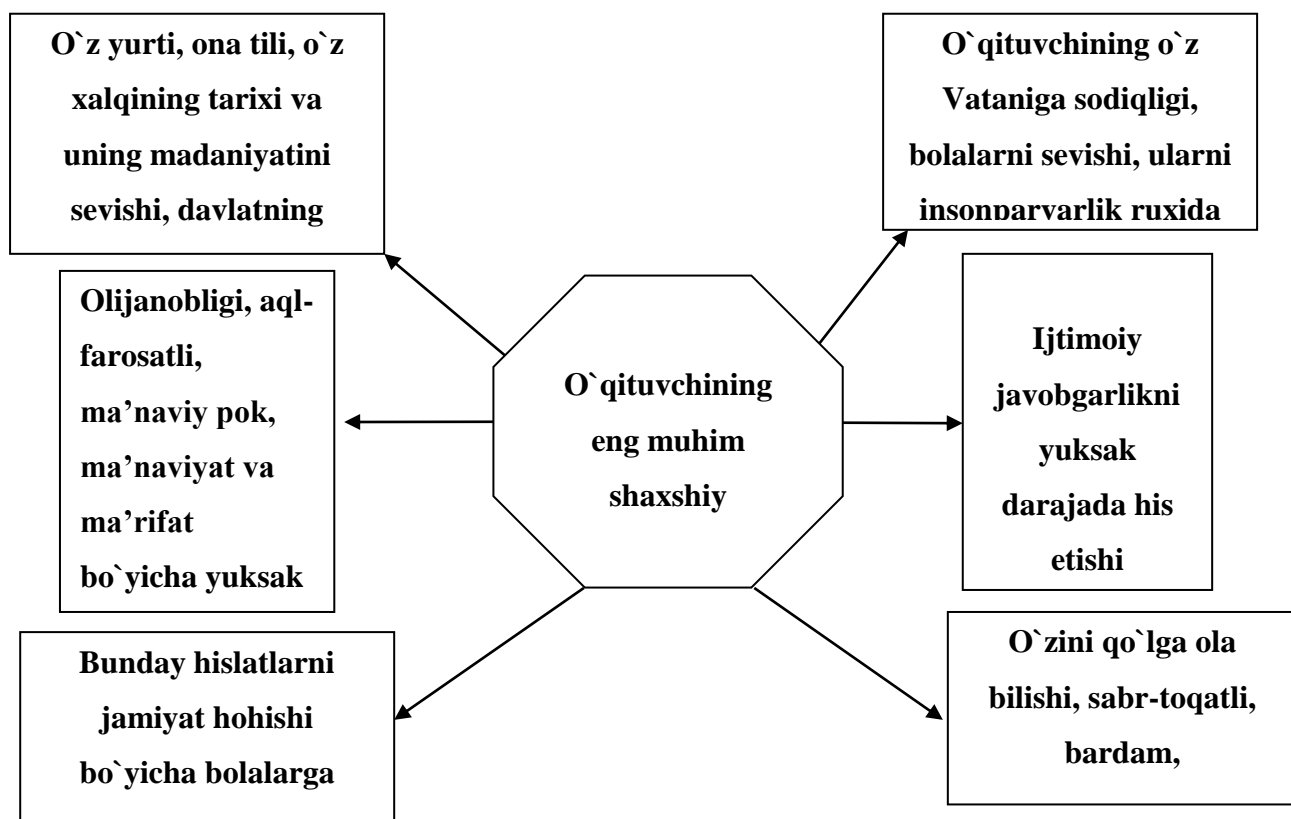 O`z yurti, ona tili, o`z
xalqining tarixi va
uning madaniyatini
sevishi, davlatning
O`qituvchining o`z
Vataniga sodiqligi,
bolalarni sevishi, ularni
insonparvarlik ruxida
Olijanobligi, aql-
farosatli,
ma’naviy pok,
ma’naviyat va
ma’rifat
bo`yicha yuksak
O`qituvchining
eng muhim
shaxshiy
Ijtimoiy
javobgarlikni
yuksak
darajada his
etishi
Bunday hislatlarni
jamiyat hohishi
bo`yicha bolalarga
O`zini qo`lga ola
bilishi, sabr-toqatli,
bardam,